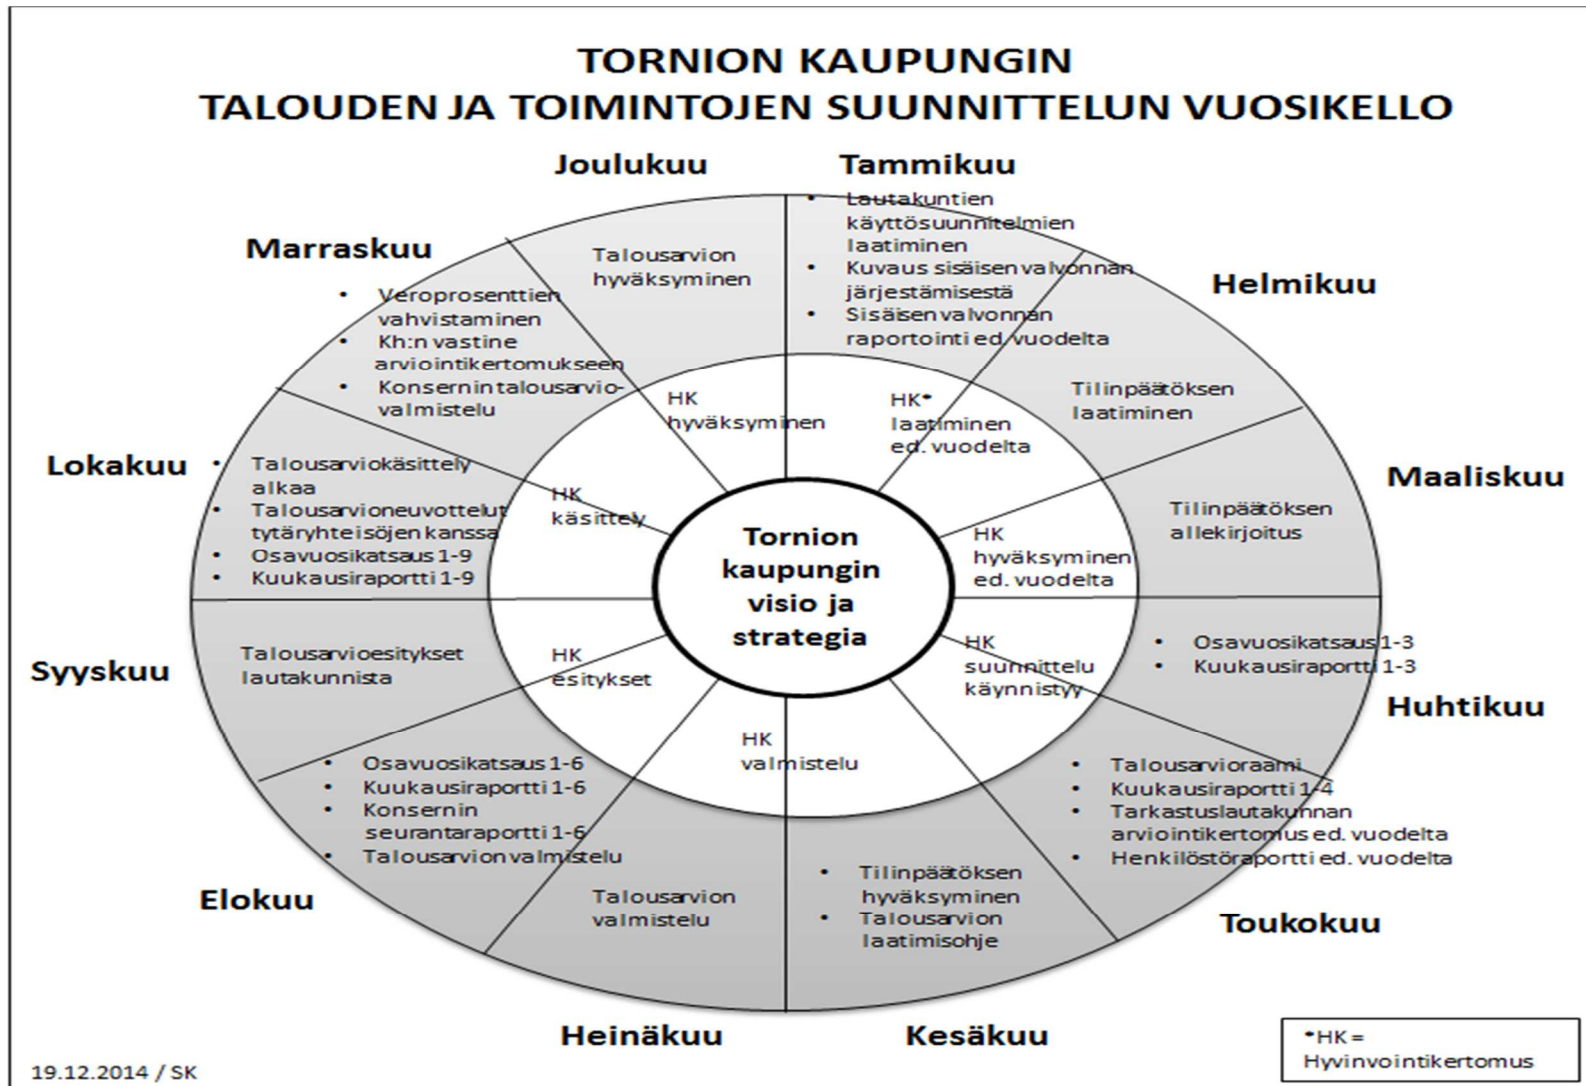 TORNION KAUPUNGIN
TALOUDEN JA TOIMINTOJEN SUUNNITTELUN VUOSIKELLO
Tammikuu
• Lautakuntien
käyttösuunnitelmien
laatiminen
• Kuvaus sisäisen valvonnan
järjestämisestä
• Sisäisen valvonnan
raportointi ed. vuodelta
Helmikuu
Tilinpäätöksen
laatiminen
Maaliskuu
Tilinpäätöksen
allekirjoitus
Huhtikuu
• Osavuosikatsaus 1-3
• Kuukausiraportti 1-3
Toukokuu
• Talousarvioraami
• Kuukausiraportti 1-4
• Tarkastuslautakunnan
arviointikertomus ed. vuodelta
• Henkilöstöraportti ed. vuodelta
Kesäkuu
• Tilinpäätöksen
hyväksyminen
• Talousarvion
laatimisohje
Heinäkuu
Talousarvion
valmistelu
Elokuu
• Osavuosikatsaus 1-6
• Kuukausiraportti 1-6
• Konsernin
seurantaraportti 1-6
• Talousarvion valmistelu
Syyskuu
Talousarvioesitykset
lautakunnista
Lokakuu
• Talousarviokäsittely
alkaa
• Talousarvioneuvottelut
tytäryhteisöjen kanssa
• Osavuosikatsaus 1-9
• Kuukausiraportti 1-9
Marraskuu
• Veroprosenttien
vahvistaminen
• Kh:n vastine
arviointikertomukseen
• Konsernin talousarvio-
valmistelu
Joulukuu
Talousarvion
hyväksyminen
HK*
laatiminen
ed. vuodelta
HK
hyväksyminen
ed. vuodelta
HK
suunnittelu
käynnistyy
HK
valmistelu
HK
esitykset
HK
käsittely
HK
hyväksyminen
Tornion
kaupungin
visio ja
strategia
19.12.2014 / SK
*HK =
Hyvinvointikertomus